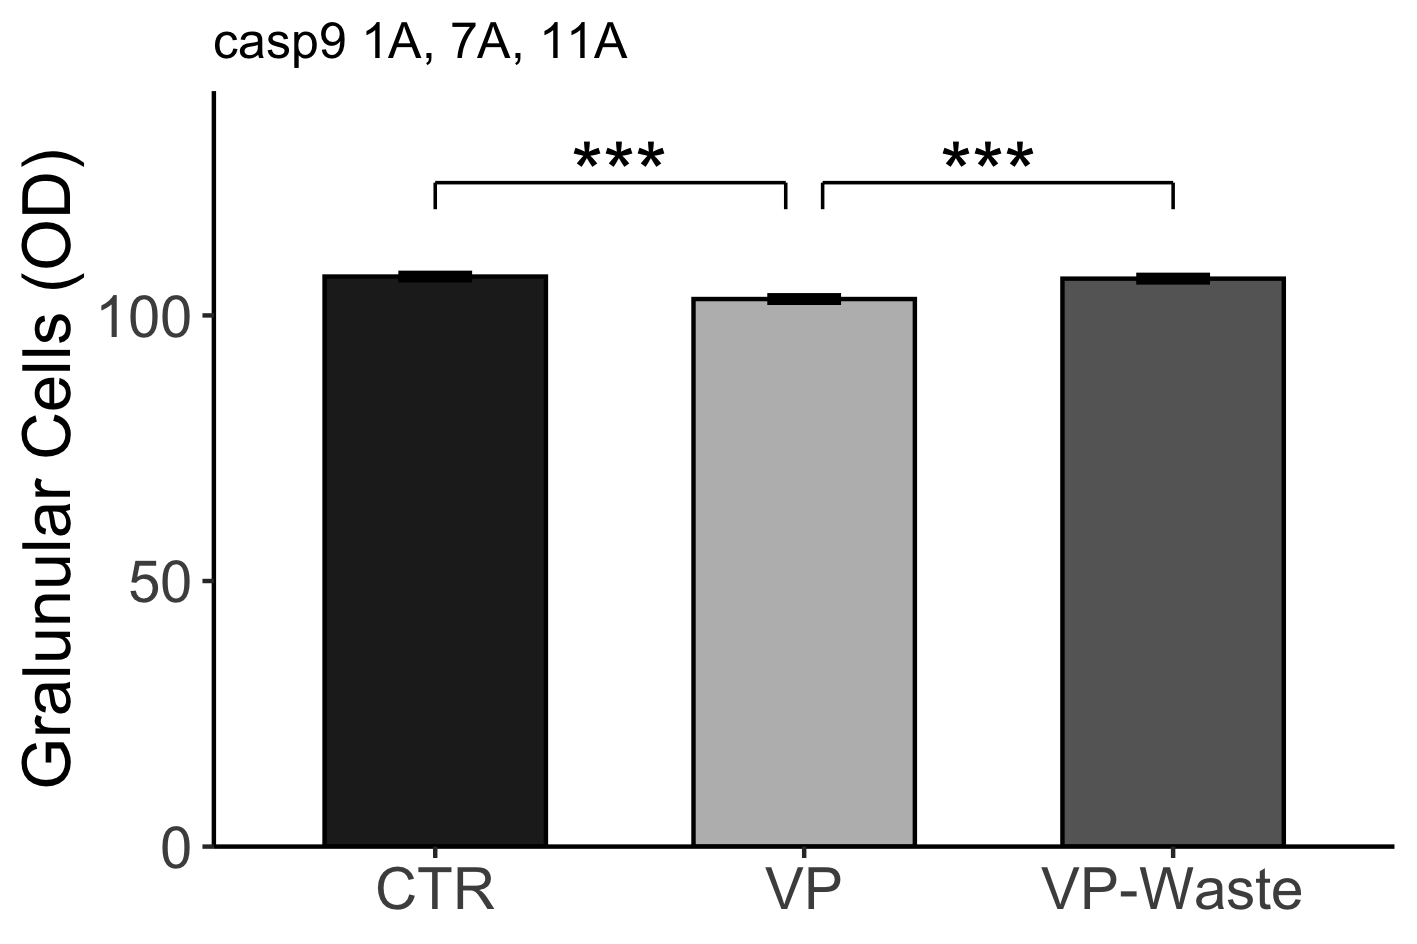 casp9 1A, 7A, 11A
*** ***
Gralunular Cells (OD)
100
50
0
CTR VP VP-Waste